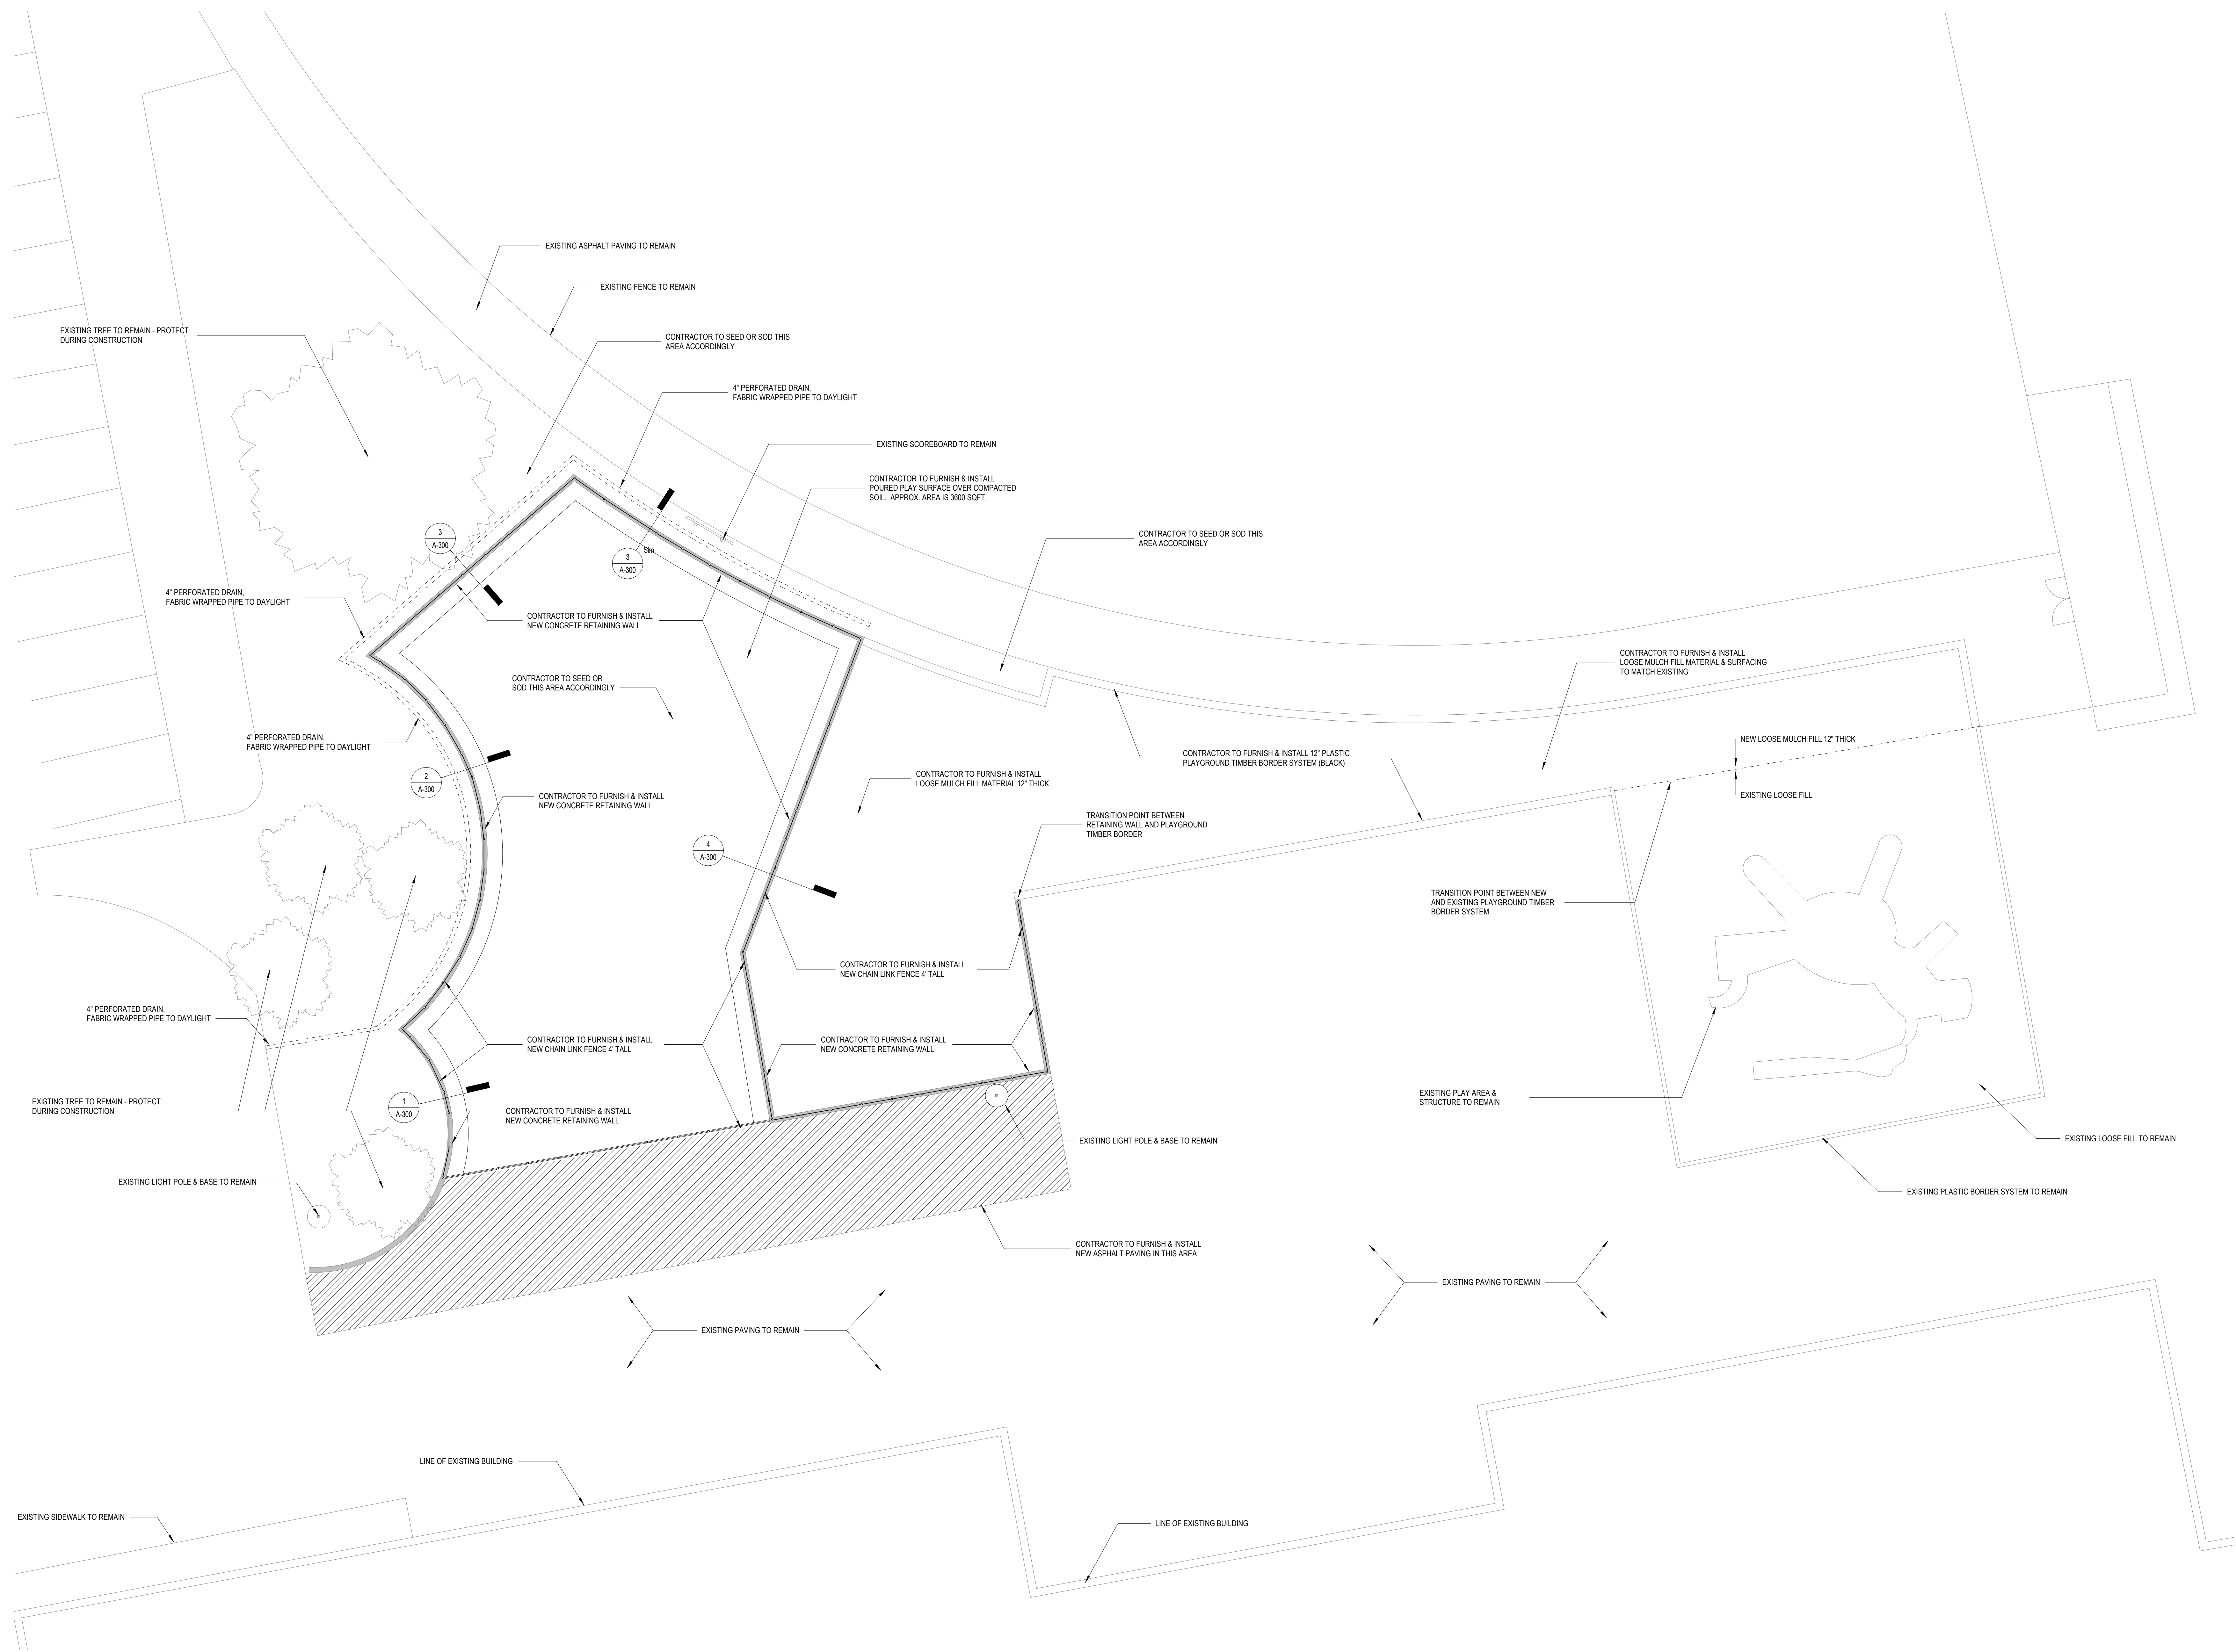 EXISTING ASPHALT PAVING TO REMAIN
EXISTING FENCE TO REMAIN
EXISTING TREE TO REMAIN - PROTECT
DURING CONSTRUCTION
CONTRACTOR TO SEED OR SOD THIS
AREA ACCORDINGLY
4" PERFORATED DRAIN,
FABRIC WRAPPED PIPE TO DAYLIGHT
EXISTING SCOREBOARD TO REMAIN
CONTRACTOR TO FURNISH & INSTALL
POURED PLAY SURFACE OVER COMPACTED
SOIL. APPROX. AREA IS 3600 SQFT.
3
A-300
3
A-300
Sim
CONTRACTOR TO SEED OR SOD THIS
AREA ACCORDINGLY
4" PERFORATED DRAIN,
FABRIC WRAPPED PIPE TO DAYLIGHT
CONTRACTOR TO FURNISH & INSTALL
NEW CONCRETE RETAINING WALL
CONTRACTOR TO FURNISH & INSTALL
LOOSE MULCH FILL MATERIAL & SURFACING
TO MATCH EXISTING
CONTRACTOR TO SEED OR
SOD THIS AREA ACCORDINGLY
4" PERFORATED DRAIN,
FABRIC WRAPPED PIPE TO DAYLIGHT
NEW LOOSE MULCH FILL 12" THICK
CONTRACTOR TO FURNISH & INSTALL 12" PLASTIC
PLAYGROUND TIMBER BORDER SYSTEM (BLACK)
2
A-300
CONTRACTOR TO FURNISH & INSTALL
LOOSE MULCH FILL MATERIAL 12" THICK
EXISTING LOOSE FILL
CONTRACTOR TO FURNISH & INSTALL
NEW CONCRETE RETAINING WALL
TRANSITION POINT BETWEEN
RETAINING WALL AND PLAYGROUND
TIMBER BORDER
4
A-300
TRANSITION POINT BETWEEN NEW
AND EXISTING PLAYGROUND TIMBER
BORDER SYSTEM
CONTRACTOR TO FURNISH & INSTALL
NEW CHAIN LINK FENCE 4' TALL
4" PERFORATED DRAIN,
FABRIC WRAPPED PIPE TO DAYLIGHT
CONTRACTOR TO FURNISH & INSTALL
NEW CHAIN LINK FENCE 4' TALL
CONTRACTOR TO FURNISH & INSTALL
NEW CONCRETE RETAINING WALL
EXISTING TREE TO REMAIN - PROTECT
DURING CONSTRUCTION
1
A-300
CONTRACTOR TO FURNISH & INSTALL
NEW CONCRETE RETAINING WALL
EXISTING PLAY AREA &
STRUCTURE TO REMAIN
EXISTING LIGHT POLE & BASE TO REMAIN
EXISTING LOOSE FILL TO REMAIN
EXISTING LIGHT POLE & BASE TO REMAIN
EXISTING PLASTIC BORDER SYSTEM TO REMAIN
CONTRACTOR TO FURNISH & INSTALL
NEW ASPHALT PAVING IN THIS AREA
EXISTING PAVING TO REMAIN
EXISTING PAVING TO REMAIN
LINE OF EXISTING BUILDING
EXISTING SIDEWALK TO REMAIN
LINE OF EXISTING BUILDING